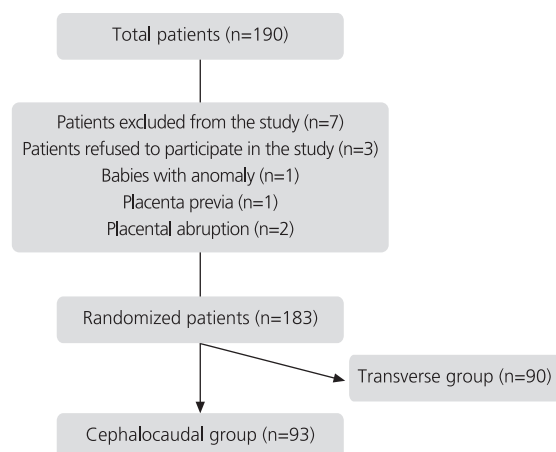 Total patients (n=190)
Patients excluded from the study (n=7)
Patients refused to participate in the study (n=3)
Babies with anomaly (n=1)
Placenta previa (n=1)
Placental abruption (n=2)
Randomized patients (n=183)
Transverse group (n=90)
Cephalocaudal group (n=93)